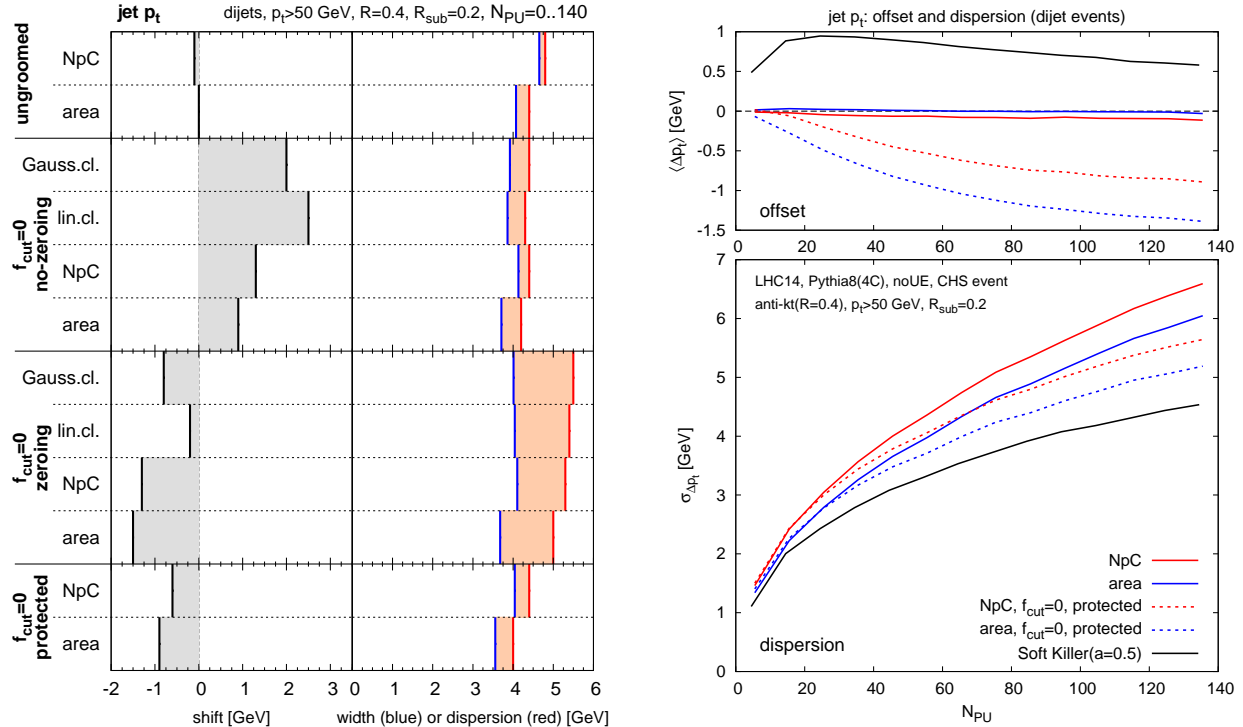 jet pt
dijets, pt>50 GeV, R=0.4, Rsub=0.2, NPU=0..140
ungroomed
NpC
area
fcut=0
no-zeroing
Gauss.cl.
lin.cl.
NpC
area
fcut=0
zeroing
Gauss.cl.
lin.cl.
NpC
area
fcut=0
protected
NpC
area
-2 -1 0 1 2 3
0 1 2 3 4 5 6
shift [GeV]
width (blue) or dispersion (red) [GeV]
jet pt: offset and dispersion (dijet events)
⟨Δpt⟩ [GeV]
1
0.5
0
-0.5
-1
-1.5
offset
0 20 40 60 80 100 120 140
σΔpt [GeV]
7
6
5
4
3
2
1
0
LHC14, Pythia8(4C), noUE, CHS event
anti-kt(R=0.4), pt>50 GeV, Rsub=0.2
NpC
area
NpC, fcut=0, protected
area, fcut=0, protected
Soft Killer(a=0.5)
dispersion
0 20 40 60 80 100 120 140
NPU